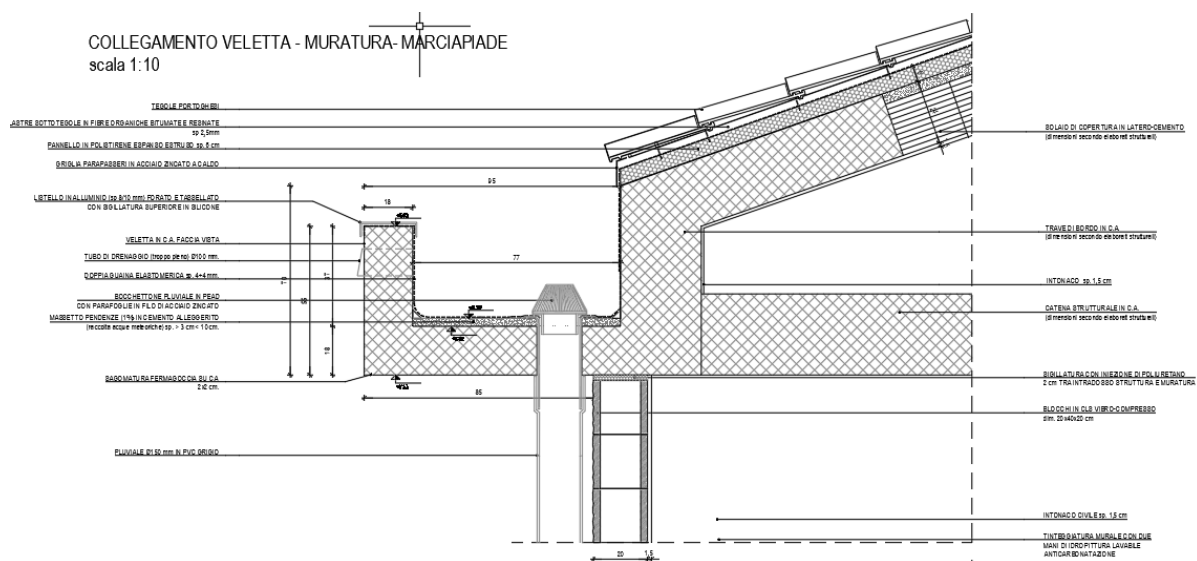 COLLEGAMENTO VELETTA - MURATURA- MARCIAPIADE
scala 1:10
TEGOLE PORTOGHESI
LASTRE SOTTOTEGOLE IN FIBRE ORGANICHE BITUMATE E RESINATE
sp 2,5mm
PANNELLO IN POLISTIRENE ESPANSO ESTRUSO sp. 6 cm
GRIGLIA PARAPASSERI IN ACCIAIO ZINCATO A CALDO
LISTELLO IN ALLUMINIO (sp 8/10 mm) FORATO E TASSELLATO
CON SIGILLATURA SUPERIORE IN SILICONE
VELETTA IN C.A. FACCIA VISTA
TUBO DI DRENAGGIO (troppo pieno) Ø100 mm.
DOPPIA GUAINA ELASTOMERICA sp. 4+4 mm.
BOCCHETTONE PLUVIALE IN PEAD
CON PARAFOGLIE IN FILO DI ACCIAIO ZINCATO
MASSETTO PENDENZE (1%) IN CEMENTO ALLEGGERITO
(raccolta acque meteoriche) sp. > 3 cm < 10 cm.
SAGOMATURA FERMAGOCCIA SU C.A.
2x2 cm.
PLUVIALE Ø150 mm IN PVC GRIGIO
95
18
77
37
18
85
20
1,5
SOLAIO DI COPERTURA IN LATERO-CEMENTO
(dimensioni secondo elaborati strutturali)
TRAVE DI BORDO IN C.A.
(dimensioni secondo elaborati strutturali)
INTONACO sp. 1,5 cm
CATENA STRUTTURALE IN C.A.
(dimensioni secondo elaborati strutturali)
SIGILLATURA CON INIEZIONE DI POLIURETANO
2 cm TRA INTRADOSSO STRUTTURA E MURATURA
BLOCCHI IN CLS VIBRO-COMPRESSO
dim. 20x40x20 cm
INTONACO CIVILE sp. 1,5 cm
TINTEGGIATURA MURALE CON DUE
MANI DI IDROPITTURA LAVABILE
ANTICARBONATAZIONE